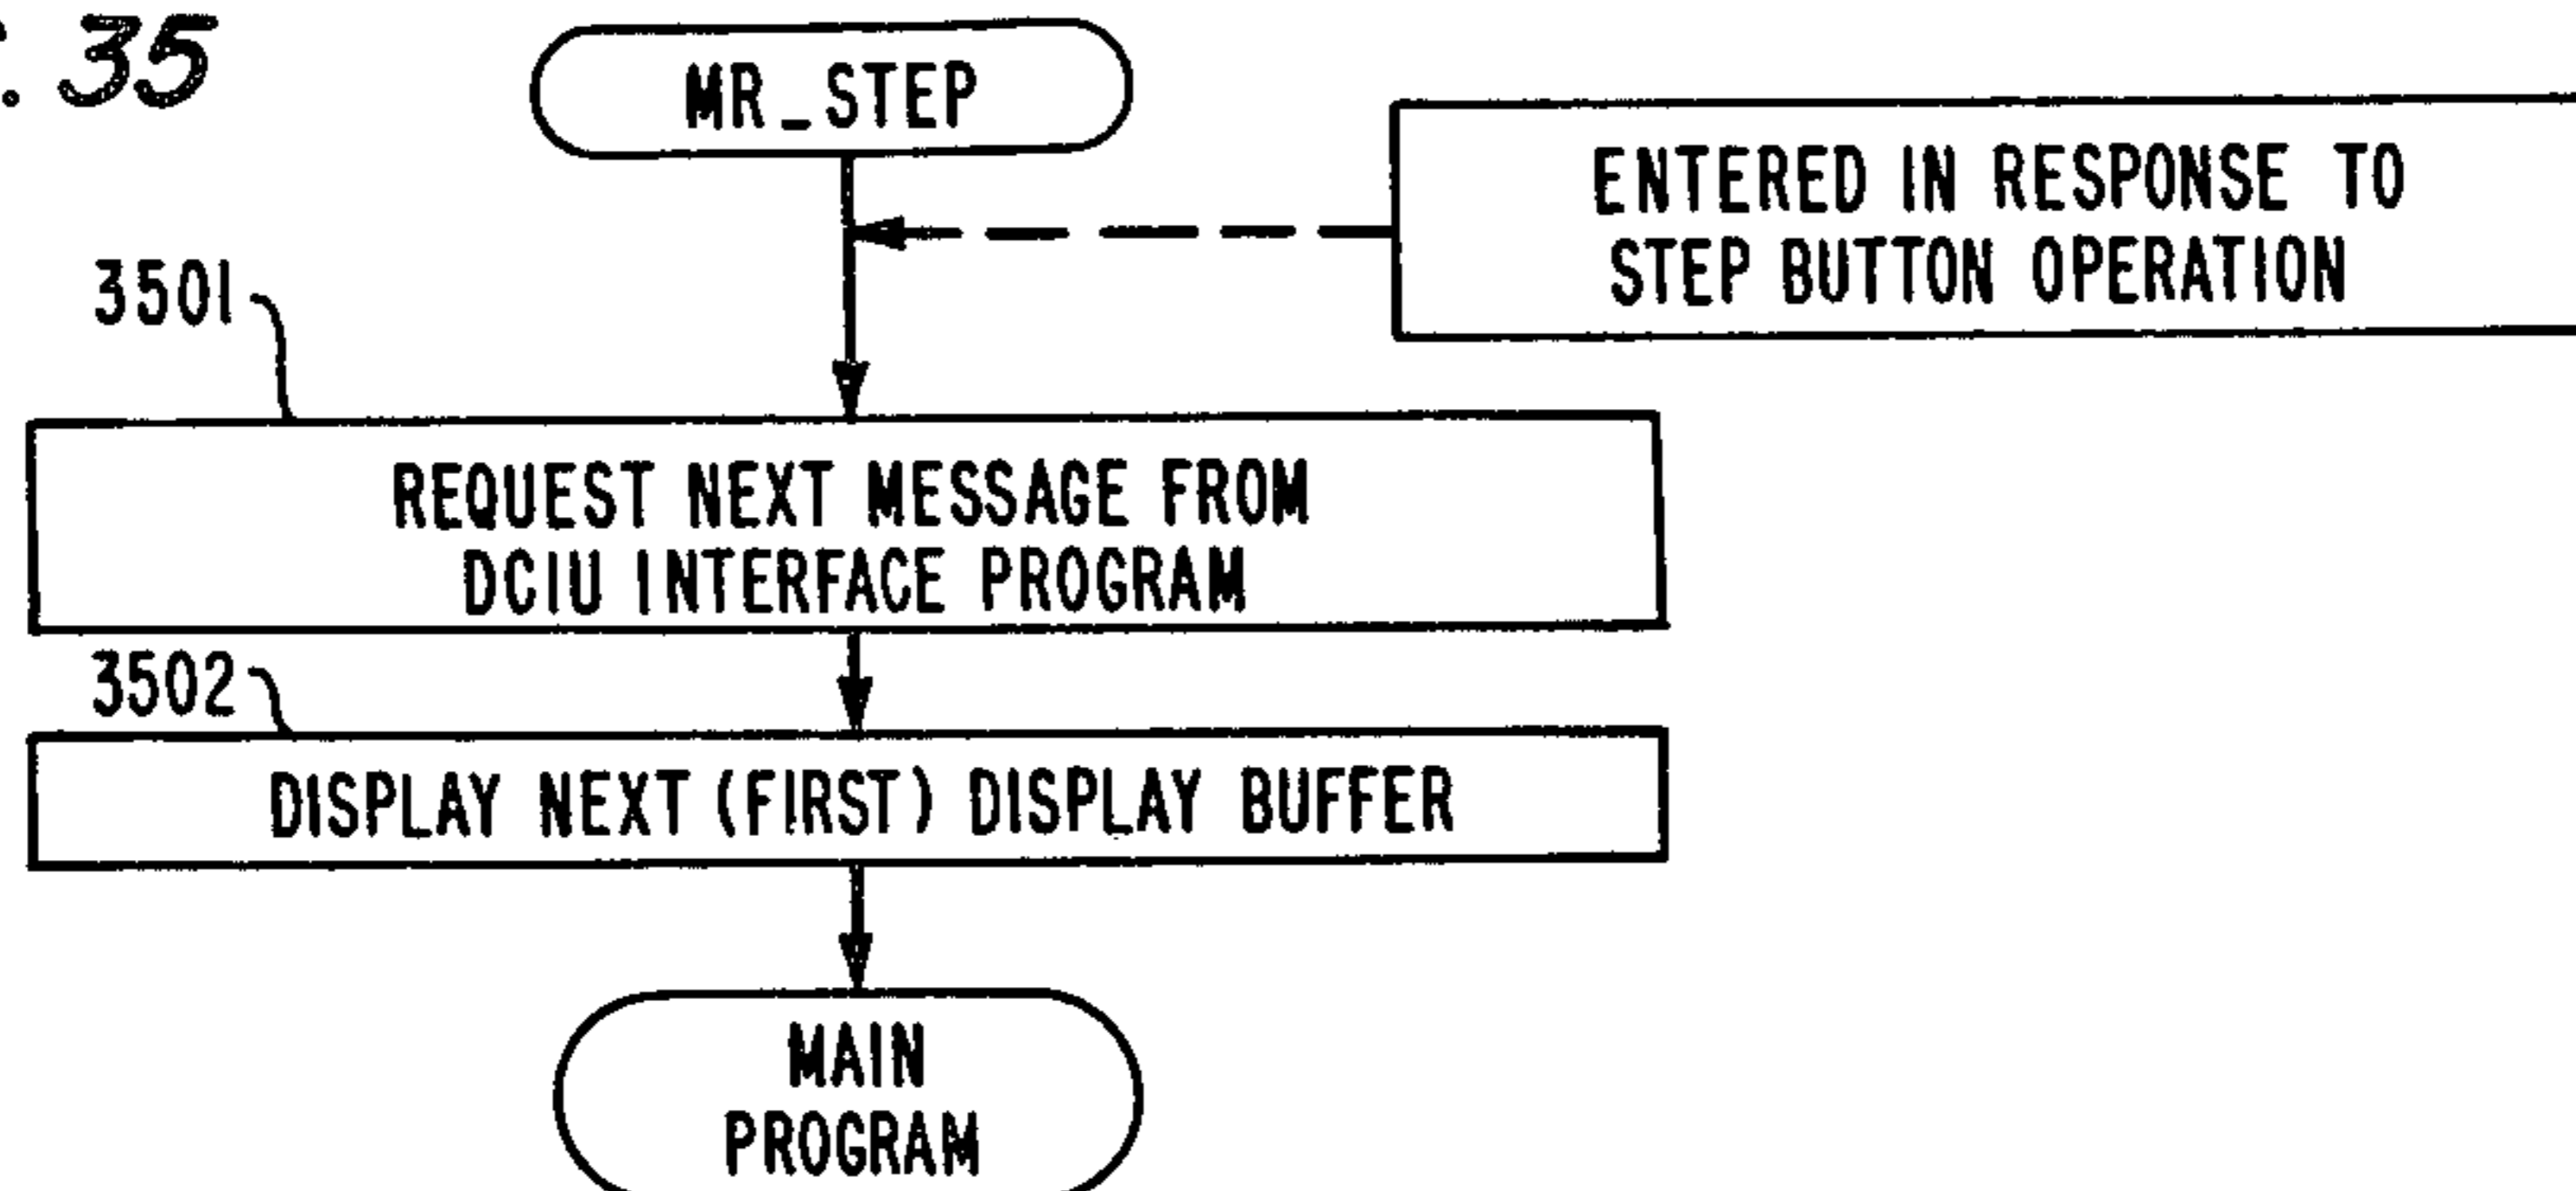 . 35
MR_STEP
ENTERED IN RESPONSE TO
STEP BUTTON OPERATION
3501
REQUEST NEXT MESSAGE FROM
DCIU INTERFACE PROGRAM
3502
DISPLAY NEXT (FIRST) DISPLAY BUFFER
MAIN
PROGRAM